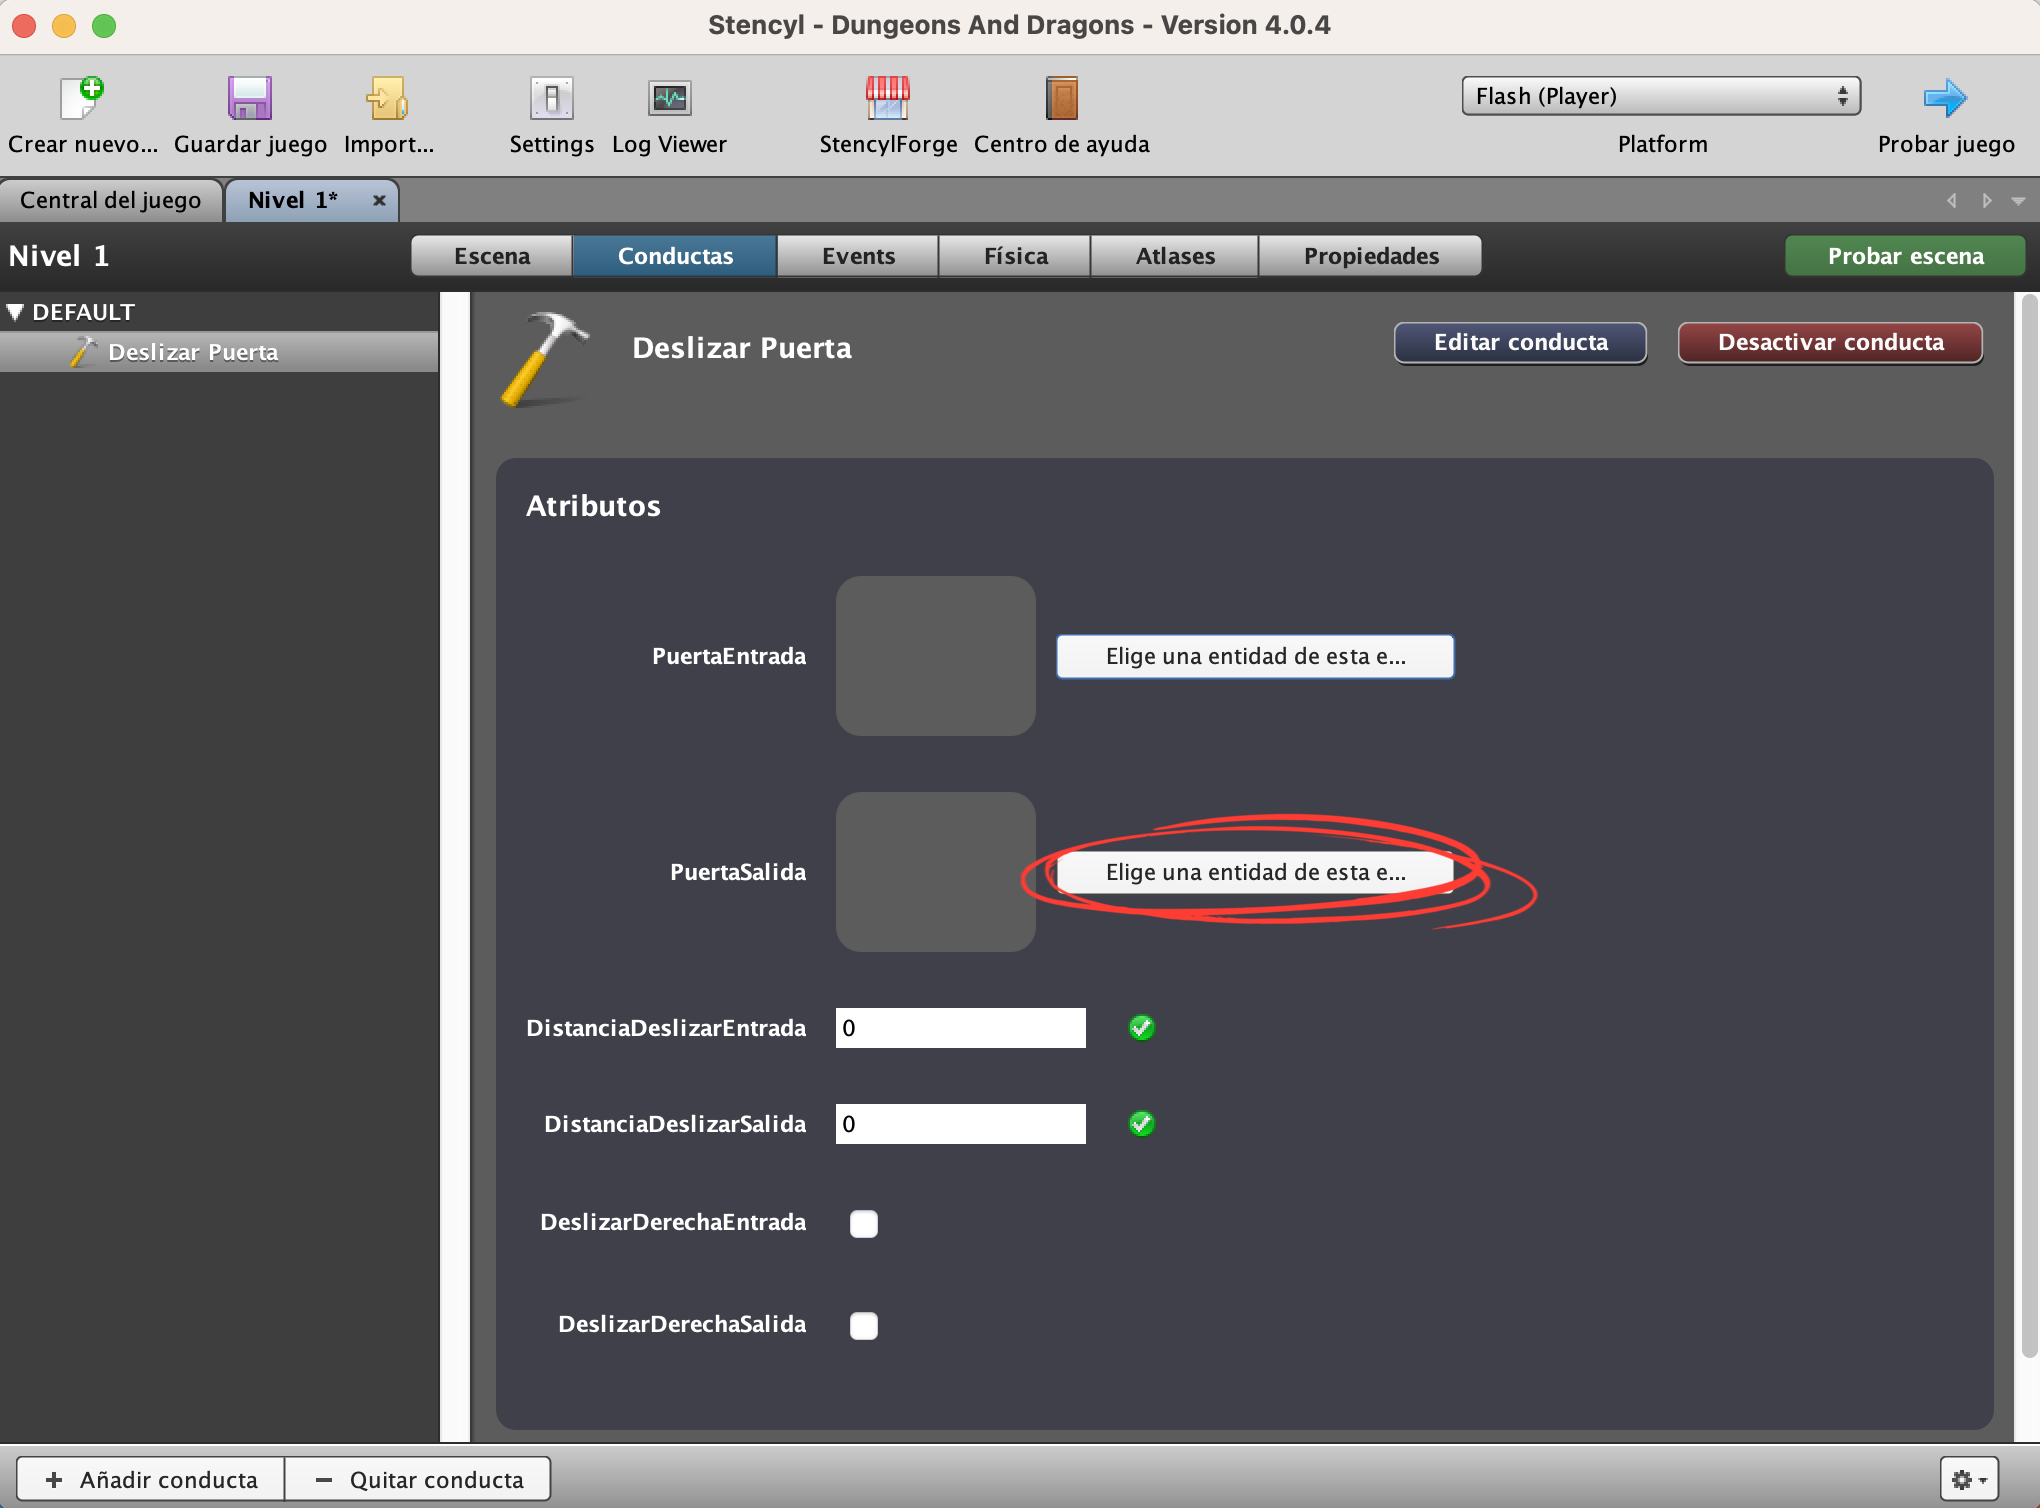 Stencyl - Dungeons And Dragons - Version 4.0.4
Crear nuevo... Guardar juego Import... Settings Log Viewer StencylForge Centro de ayuda Flash (Player) Platform Probar juego
Central del juego Nivel 1*
Nivel 1 Escena Conductas Events Física Atlases Propiedades Probar escena
DEFAULT
Deslizar Puerta
Deslizar Puerta Editar conducta Desactivar conducta
Atributos
PuertaEntrada Elige una entidad de esta e...
PuertaSalida Elige una entidad de esta e...
DistanciaDeslizarEntrada 0
DistanciaDeslizarSalida 0
DeslizarDerechaEntrada
DeslizarDerechaSalida
+ Añadir conducta − Quitar conducta